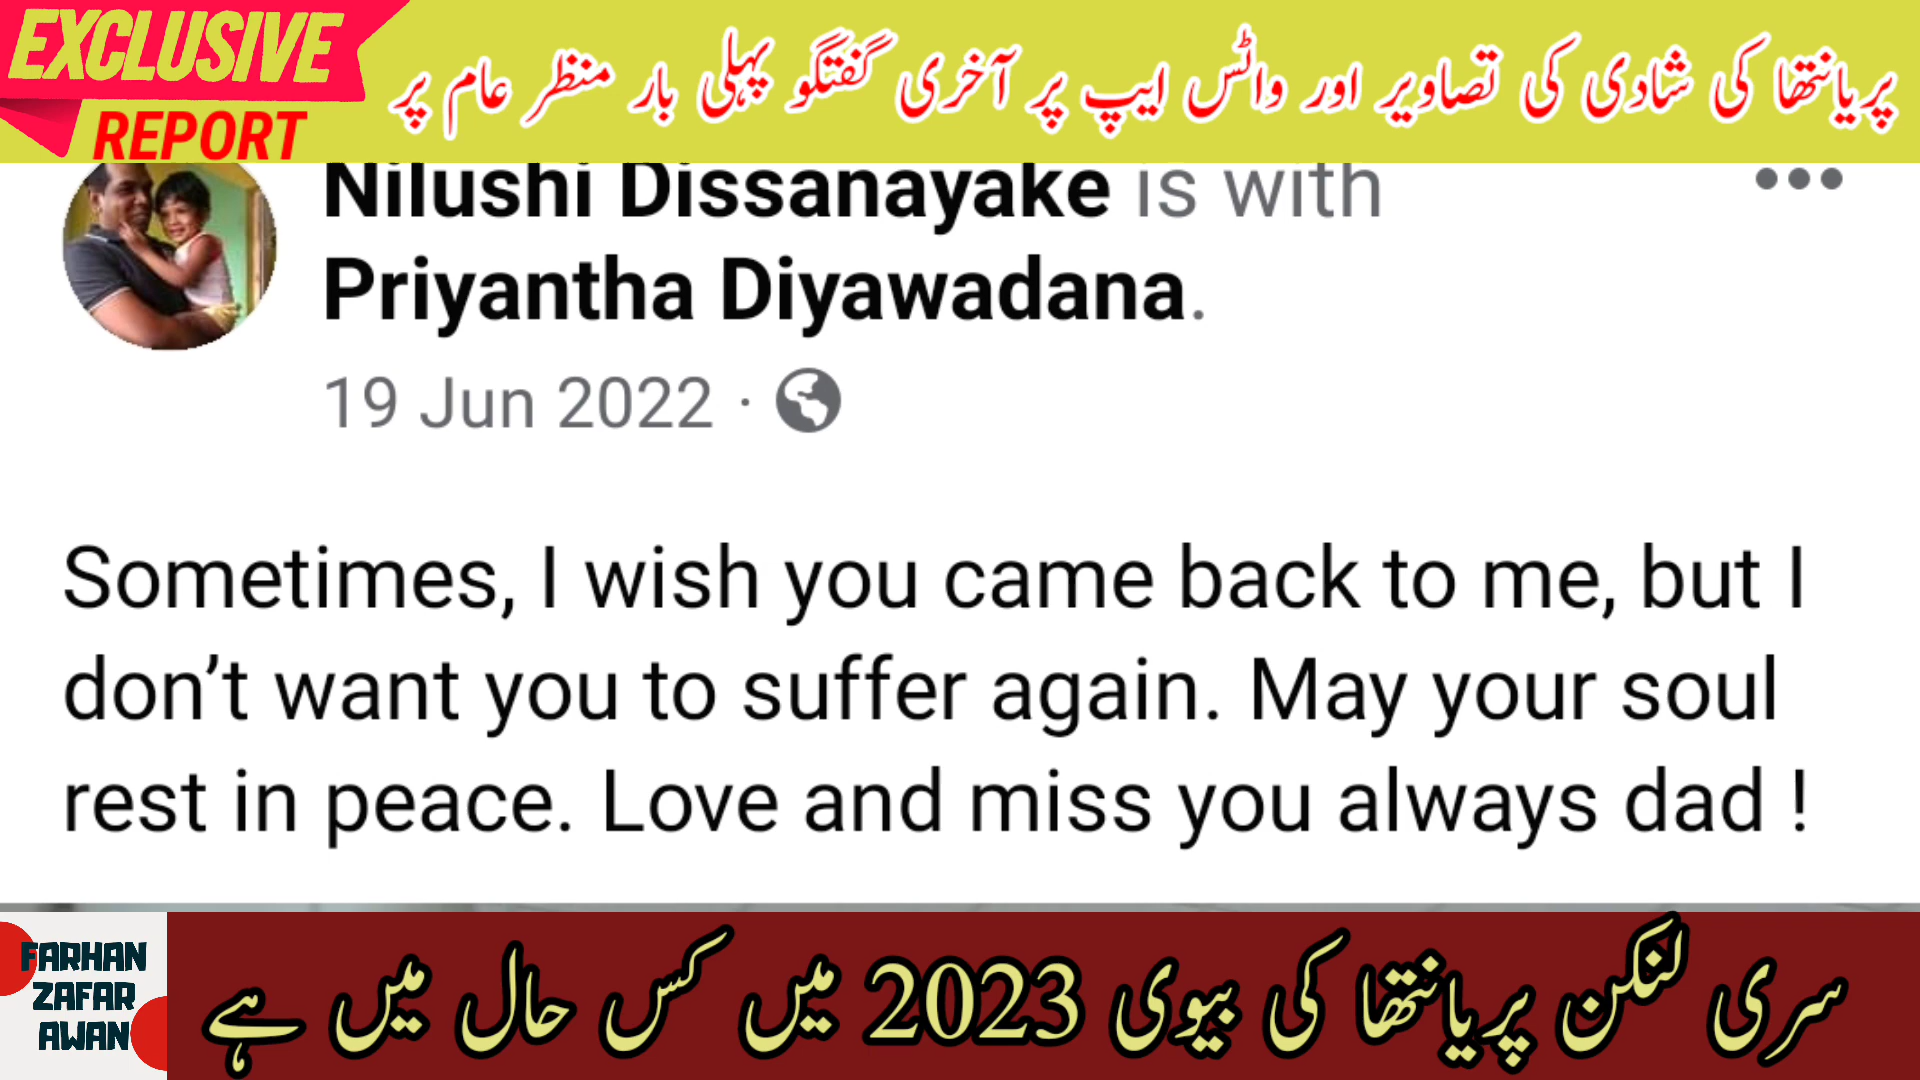 EXCLUSIVE
REPORT
پریانتھا کی شادی کی تصاویر اور واٹس ایپ پر آخری گفتگو پہلی بار منظر عام پر
Nilushi Dissanayake is with
Priyantha Diyawadana.
19 Jun 2022 ·
Sometimes, I wish you came back to me, but I
don’t want you to suffer again. May your soul
rest in peace. Love and miss you always dad !
FARHAN
ZAFAR
AWAN
سری لنکن پریانتھا کی بیوی 2023 میں کس حال میں ہے